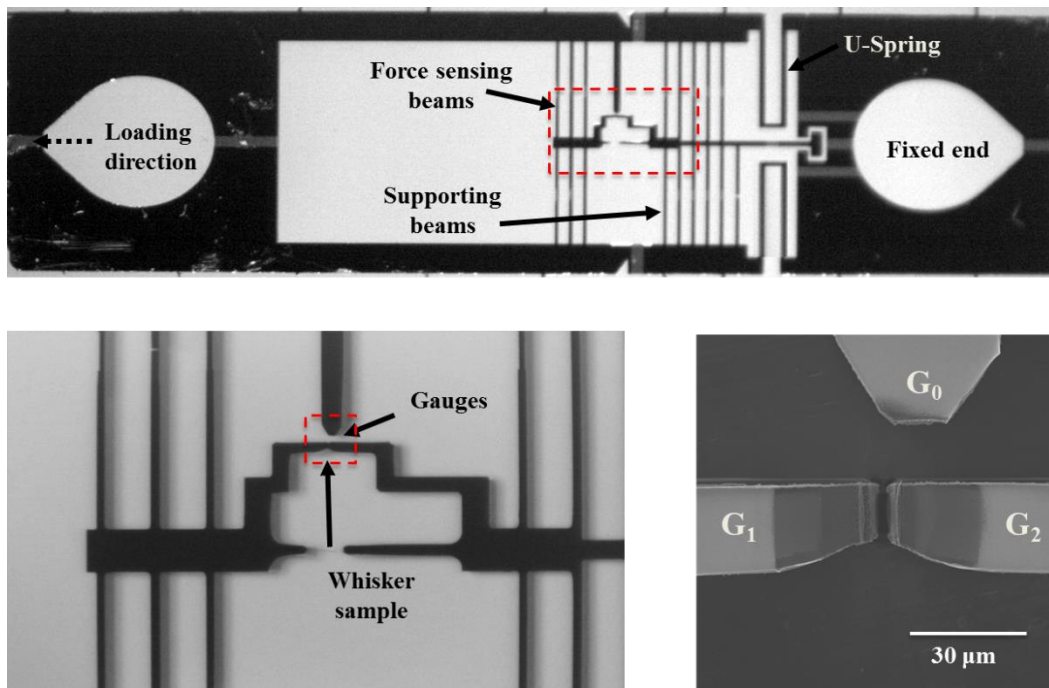 U-Spring
Force sensing
beams
Loading
direction
Fixed end
Supporting
beams
Gauges
Whisker
sample
G₀
G₁
G₂
30 μm